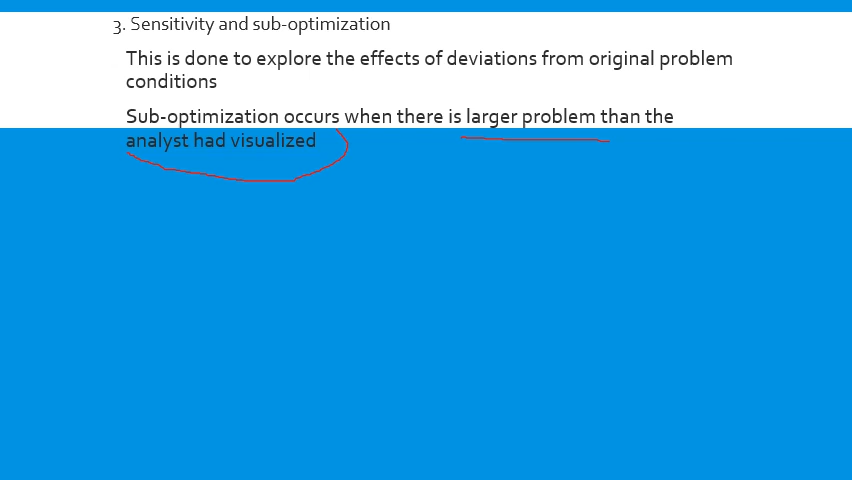 3. Sensitivity and sub-optimization
This is done to explore the effects of deviations from original problem
conditions
Sub-optimization occurs when there is larger problem than the
analyst had visualized